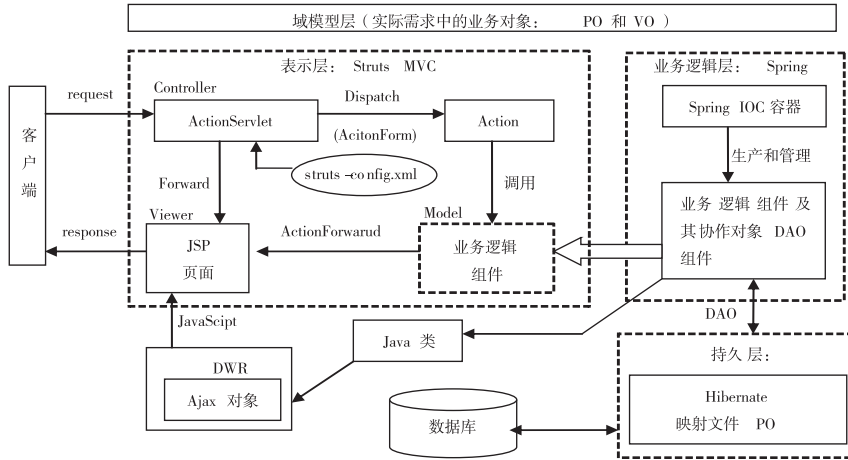 域模型层（实际需求中的业务对象： PO 和 VO ）
表示层： Struts MVC
业务逻辑层： Spring
客户端
request
response
Controller
ActionServlet
Dispatch
(AcitonForm)
Action
struts -co nfig.xml
Forward
调用
Viewer
JSP
页面
ActionForwarud
Model
业务逻辑
组件
Spring IOC 容器
生产和管理
业务 逻辑 组件 及
其协作对象 DAO
组件
DAO
JavaScipt
Java 类
DWR
Ajax 对象
数据库
持久 层：
Hibernate
映射文件 PO